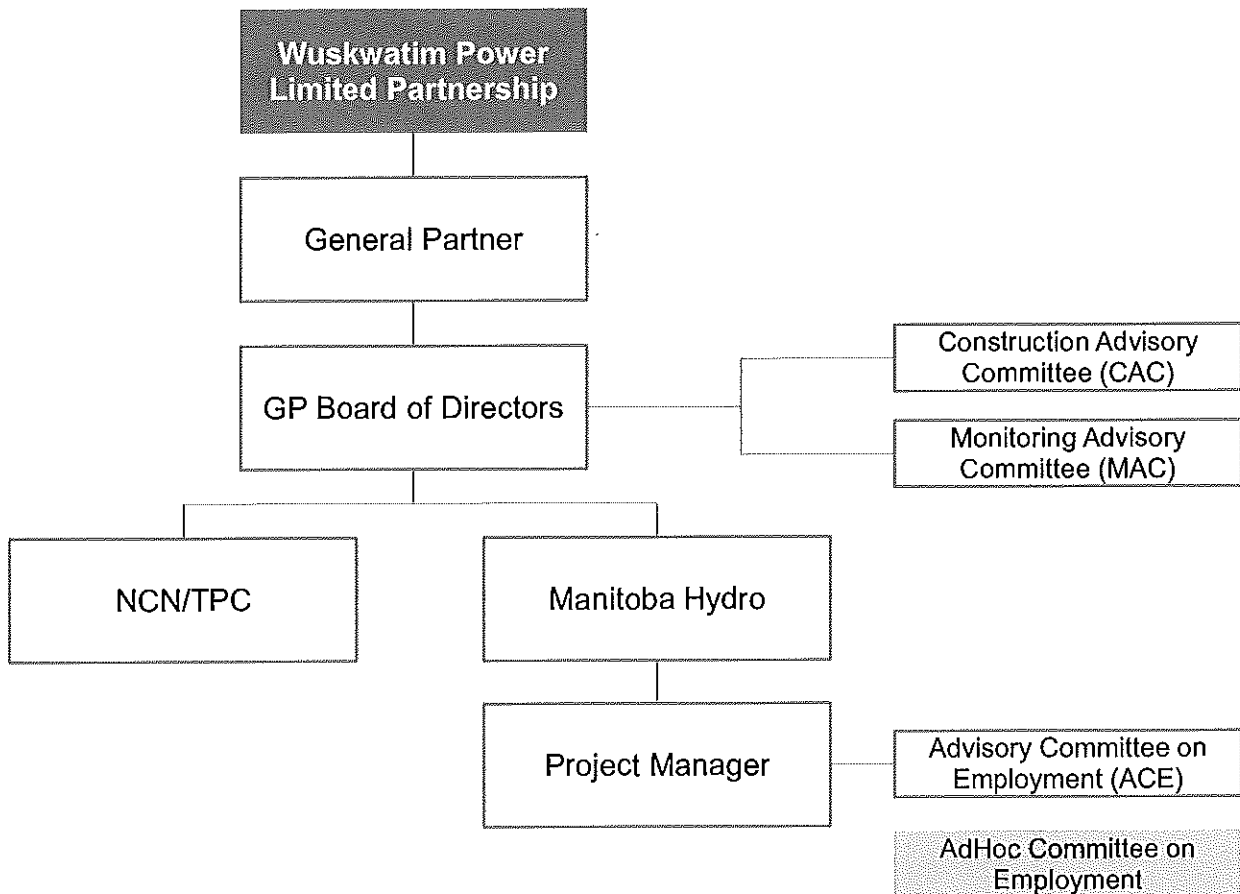 Wuskwatim Power
Limited Partnership
General Partner
GP Board of Directors
Construction Advisory
Committee (CAC)
Monitoring Advisory
Committee (MAC)
NCN/TPC
Manitoba Hydro
Project Manager
Advisory Committee on
Employment (ACE)
AdHoc Committee on
Employment